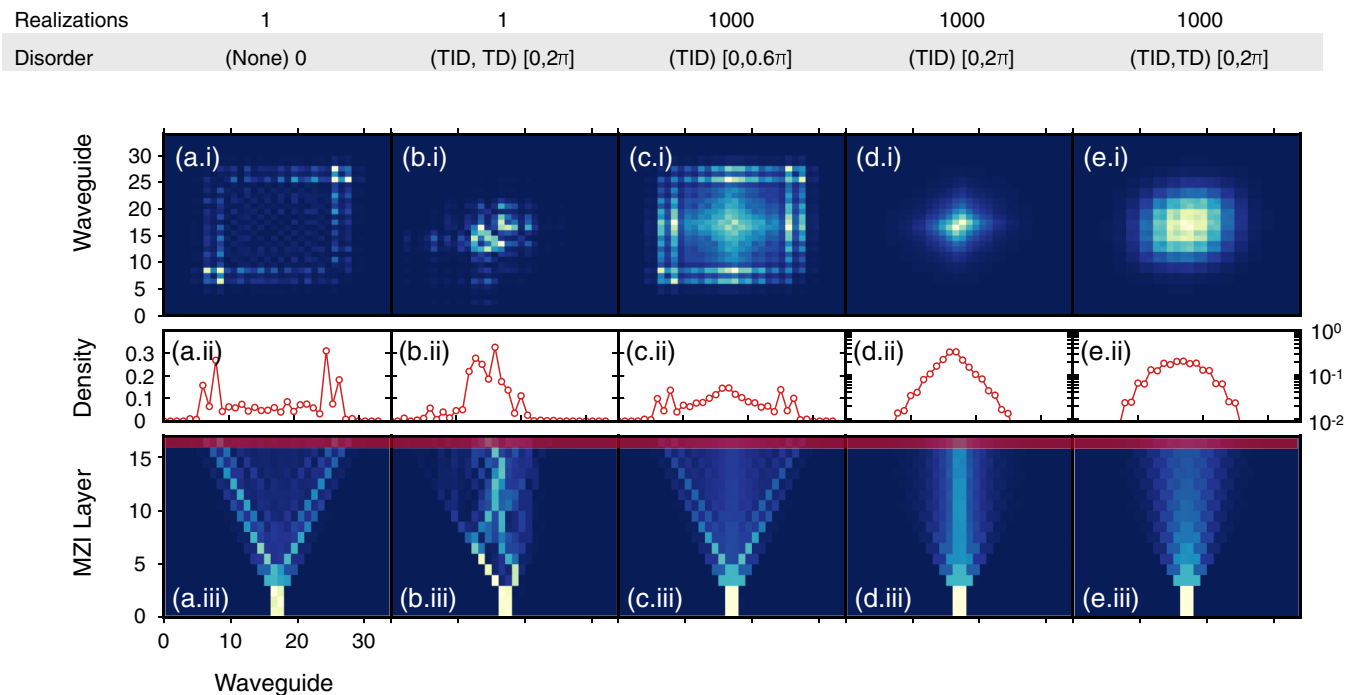 Realizations 1 1 1000 1000 1000
Disorder (None) 0 (TID, TD) [0,2π] (TID) [0,0.6π] (TID) [0,2π] (TID,TD) [0,2π]
Waveguide
30
25
20
15
10
5
0
(a.i) (b.i) (c.i) (d.i) (e.i)
Density
0.3
0.2
0.1
0
(a.ii) (b.ii) (c.ii) (d.ii) (e.ii)
10⁰
10⁻¹
10⁻²
MZI Layer
15
10
5
0
(a.iii) (b.iii) (c.iii) (d.iii) (e.iii)
0 10 20 30
Waveguide